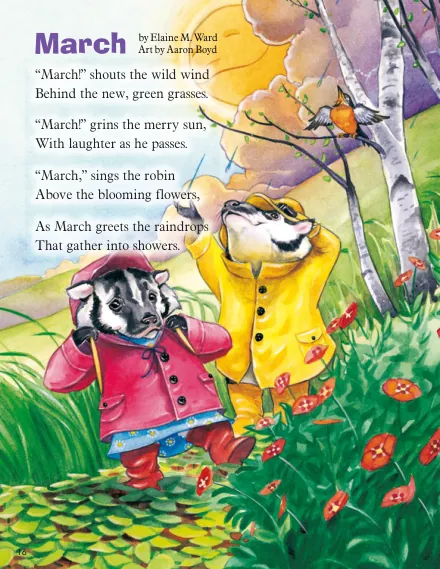 March
by Elaine M. Ward
Art by Aaron Boyd
“March!” shouts the wild wind
Behind the new, green grasses.
“March!” grins the merry sun,
With laughter as he passes.
“March,” sings the robin
Above the blooming flowers,
As March greets the raindrops
That gather into showers.
16